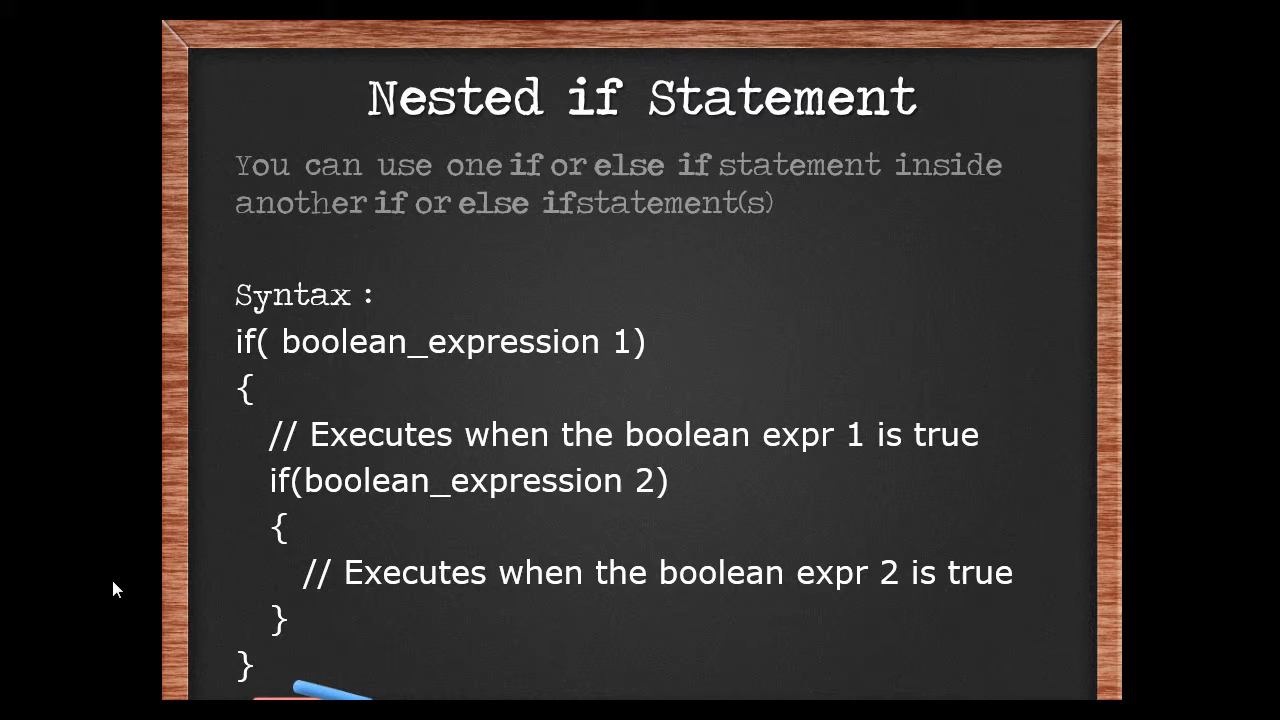 Nested if Statement
You can use one if or else if statement inside
another if or else if statement(s)
Syntax :
if( boolean_expression 1)
{
// Executes when the boolean expr 1 is true
if(boolean_expression 2)
{
// Executes when the boolean expr 2 is true
}
}